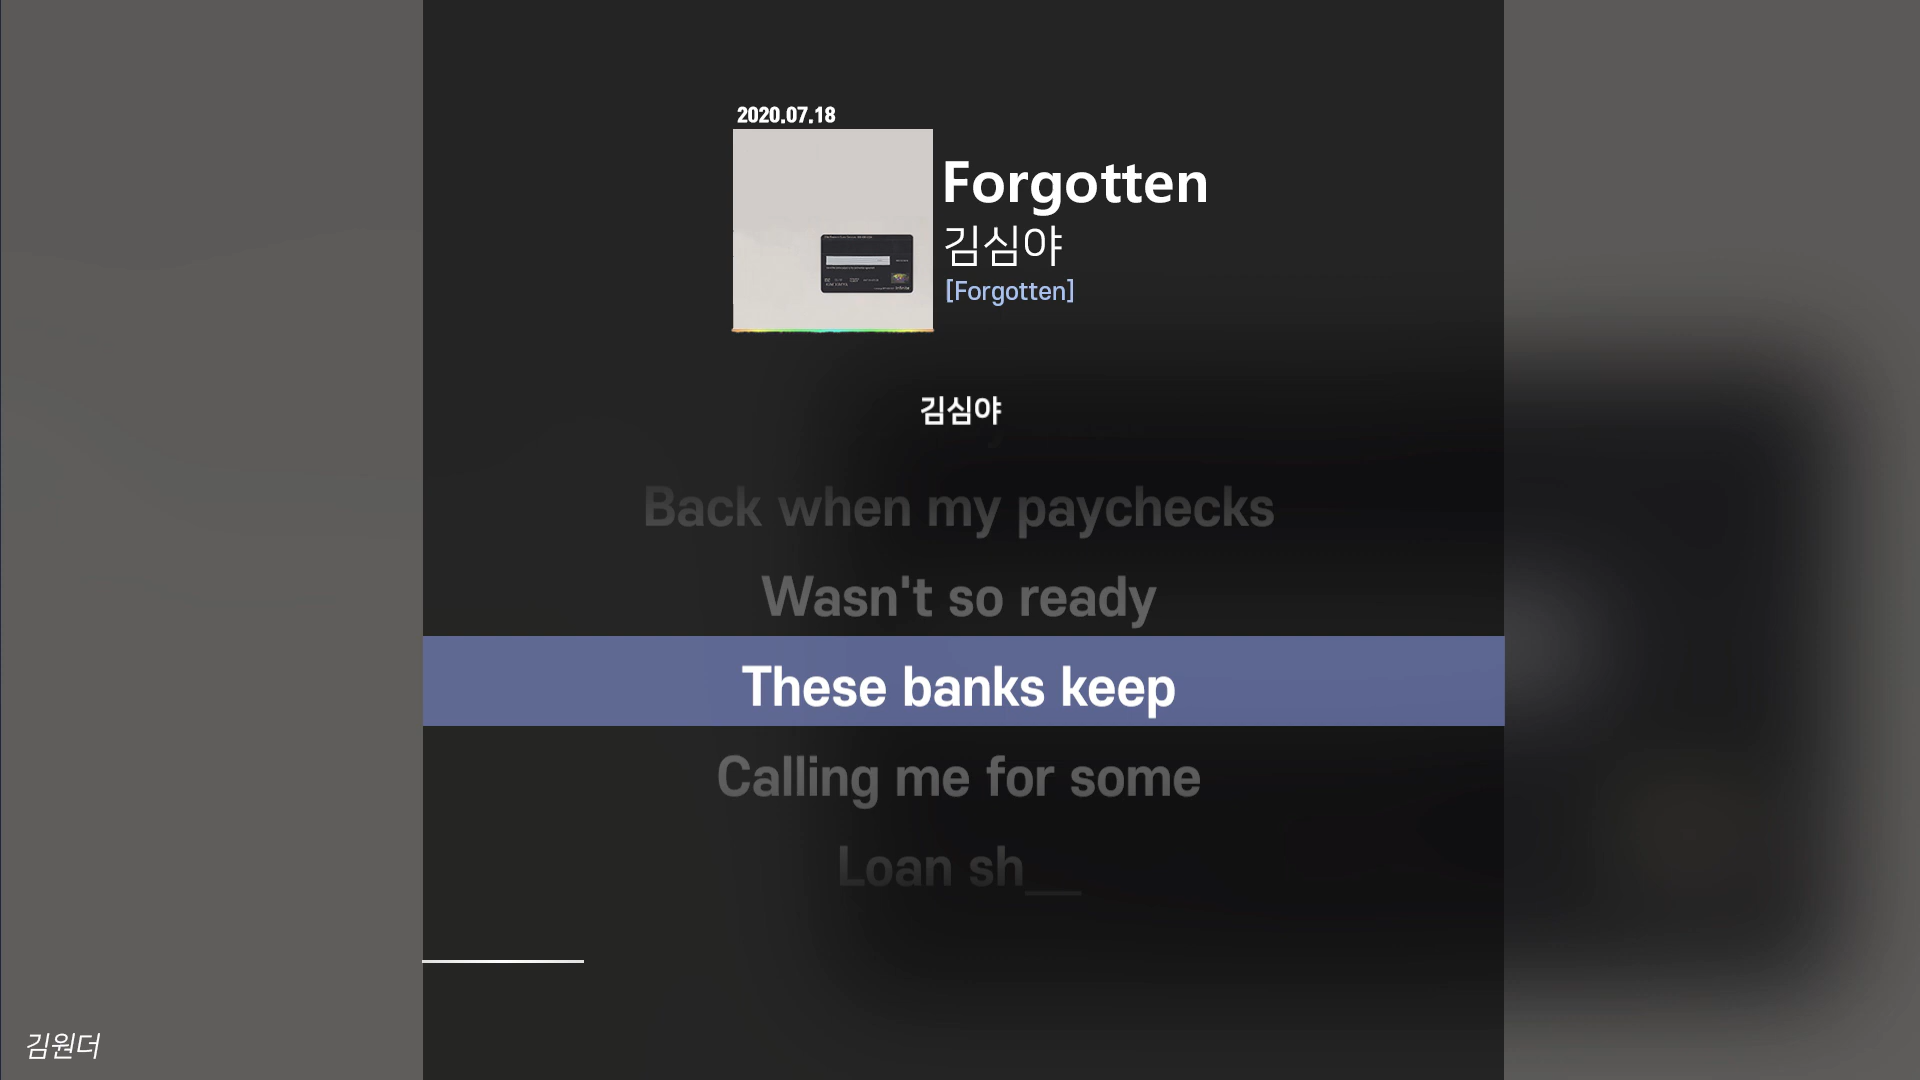 2020.07.18
Forgotten
김심야
[Forgotten]
김심야
Back when my paychecks
Wasn't so ready
These banks keep
Calling me for some
Loan sh__
김원더